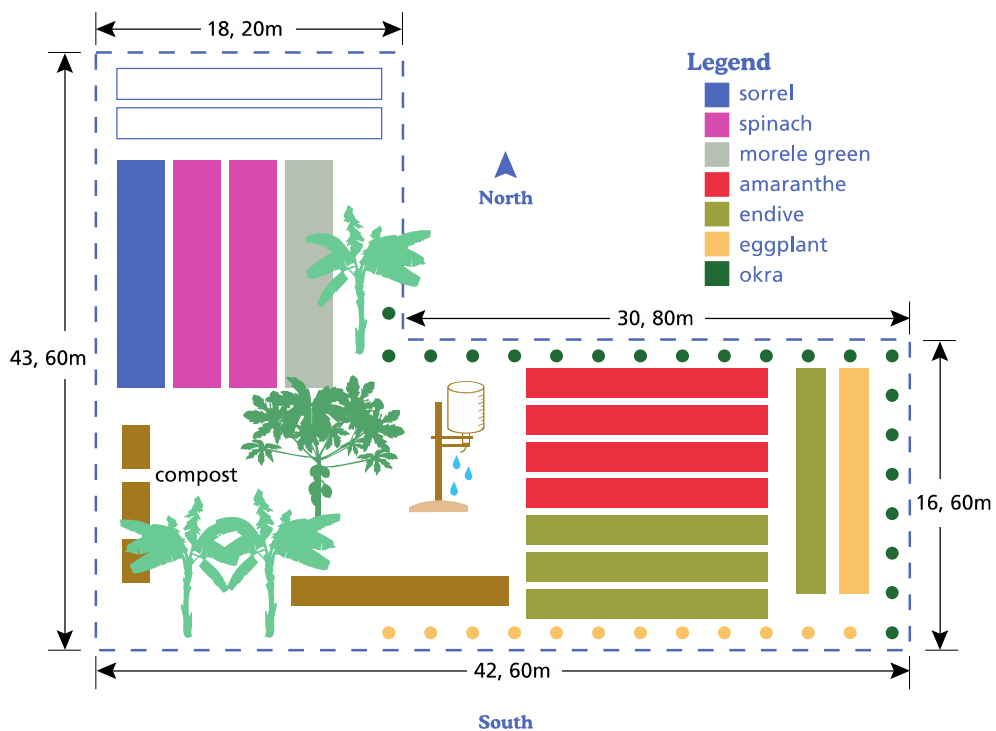 18, 20m
Legend
sorrel
spinach
morele green
amaranthe
endive
eggplant
okra
North
30, 80m
43, 60m
compost
16, 60m
42, 60m
South